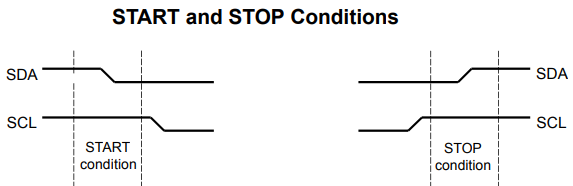 START and STOP Conditions
SDA
SDA
SCL
SCL
START
condition
STOP
condition